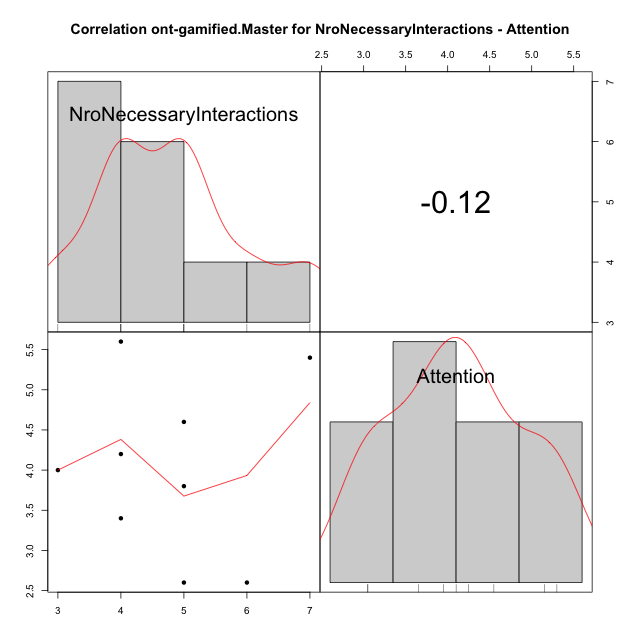 Correlation ont-gamified.Master for NroNecessaryInteractions - Attention
2.5 3.0 3.5 4.0 4.5 5.0 5.5
NroNecessaryInteractions
-0.12
7
6
5
4
3
5.5
5.0
4.5
4.0
3.5
3.0
2.5
Attention
3 4 5 6 7